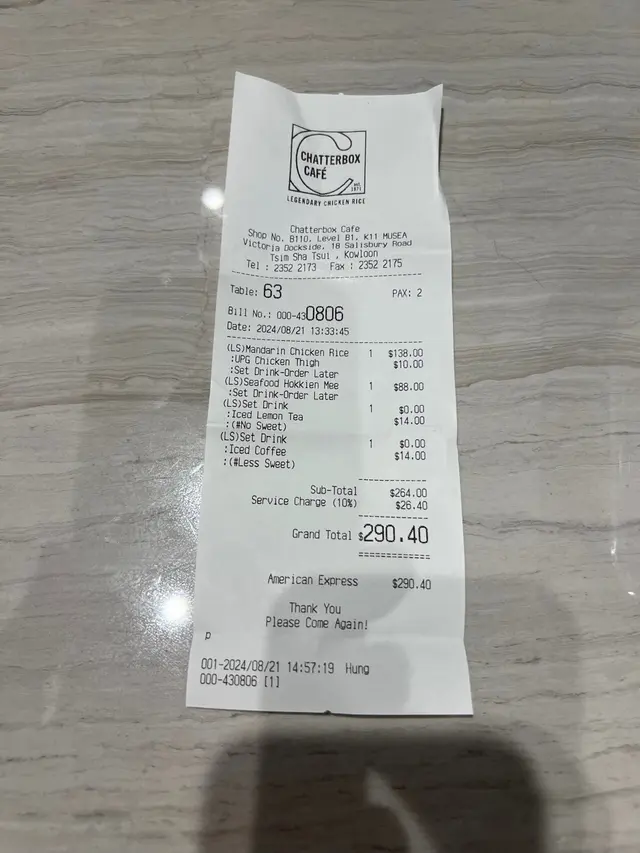 CHATTERBOX
CAFÉ
EST.
1971
LEGENDARY CHICKEN RICE
Chatterbox Cafe
Shop No. B110, Level B1, K11 MUSEA
Victoria Dockside, 18 Salisbury Road
Tsim Sha Tsui , Kowloon
Tel : 2352 2173 Fax : 2352 2175
Table: 63 PAX: 2
Bill No.: 000-430806
Date: 2024/08/21 13:33:45
(LS)Mandarin Chicken Rice 1 $138.00
:UPG Chicken Thigh $10.00
:Set Drink-Order Later
(LS)Seafood Hokkien Mee 1 $88.00
:Set Drink-Order Later
(LS)Set Drink 1 $0.00
:Iced Lemon Tea $14.00
:(#No Sweet)
(LS)Set Drink 1 $0.00
:Iced Coffee $14.00
:(#Less Sweet)
Sub-Total $264.00
Service Charge (10%) $26.40
Grand Total $290.40
American Express $290.40
Thank You
Please Come Again!
P
001-2024/08/21 14:57:19 Hung
000-430806 [1]